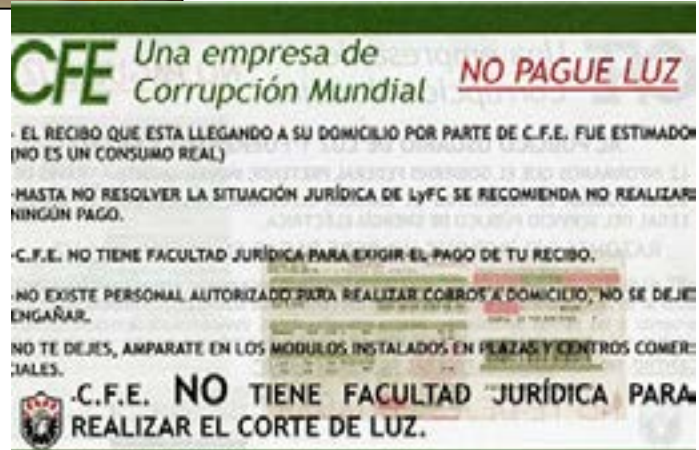 CFE Una empresa de
Corrupción Mundial
NO PAGUE LUZ
- EL RECIBO QUE ESTA LLEGANDO A SU DOMICILIO POR PARTE DE C.F.E. FUE ESTIMADO
(NO ES UN CONSUMO REAL)
-HASTA NO RESOLVER LA SITUACIÓN JURÍDICA DE LyFC SE RECOMIENDA NO REALIZAR
NINGÚN PAGO.
-C.F.E. NO TIENE FACULTAD JURÍDICA PARA EXIGIR EL PAGO DE TU RECIBO.
-NO EXISTE PERSONAL AUTORIZADO PARA REALIZAR COBROS A DOMICILIO, NO SE DEJE
ENGAÑAR.
NO TE DEJES, AMPARATE EN LOS MODULOS INSTALADOS EN PLAZAS Y CENTROS COMER-
CIALES.
-C.F.E. NO TIENE FACULTAD JURÍDICA PARA
REALIZAR EL CORTE DE LUZ.